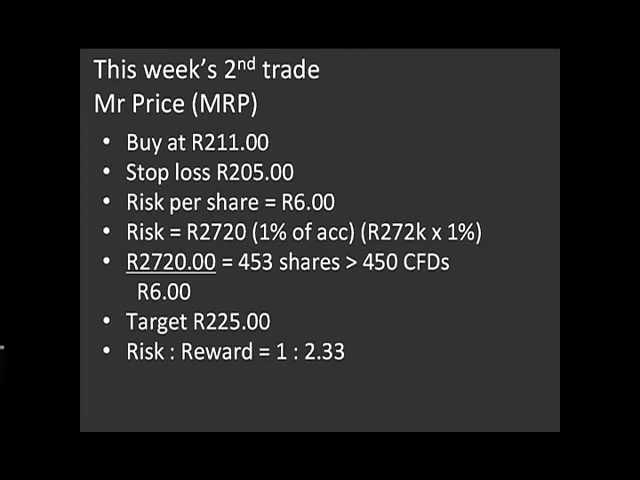 This week's 2nd trade
Mr Price (MRP)
• Buy at R211.00
• Stop loss R205.00
• Risk per share = R6.00
• Risk = R2720 (1% of acc) (R272k x 1%)
• R2720.00 = 453 shares > 450 CFDs
R6.00
• Target R225.00
• Risk : Reward = 1 : 2.33